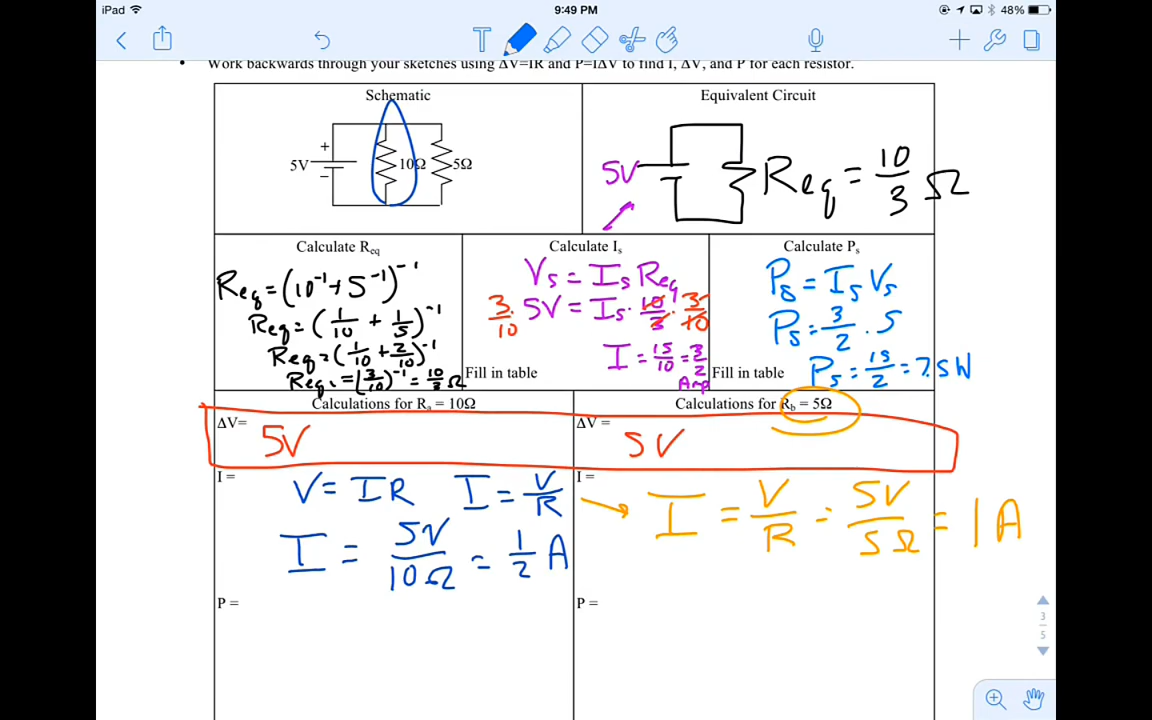 iPad 9:49 PM 48%
T
• Work backwards through your sketches using ΔV=IR and P=IΔV to find I, ΔV, and P for each resistor.
Schematic
+
5V 10Ω 5Ω
−
Equivalent Circuit
5V Req = 10/3 Ω
Calculate Req
Req = (10⁻¹ + 5⁻¹)⁻¹
Req = (1/10 + 1/5)⁻¹
Req = (1/10 + 2/10)⁻¹
Req = (3/10)⁻¹ = 10/3 Ω
Calculate Is
Vs = Is Req
3/10 · 5V = Is · 10/3 · 3/10
I = 15/10 = 3/2
Amp
Fill in table
Calculate Ps
Ps = Is Vs
Ps = 3/2 · 5
Ps = 15/2 = 7.5 W
Fill in table
Calculations for Ra = 10Ω
ΔV= 5V
I =
V = IR I = V/R
I = 5V/10Ω = 1/2 A
P =
Calculations for Rb = 5Ω
ΔV = 5V
I =
I = V/R = 5V/5Ω = 1 A
P =
3
5